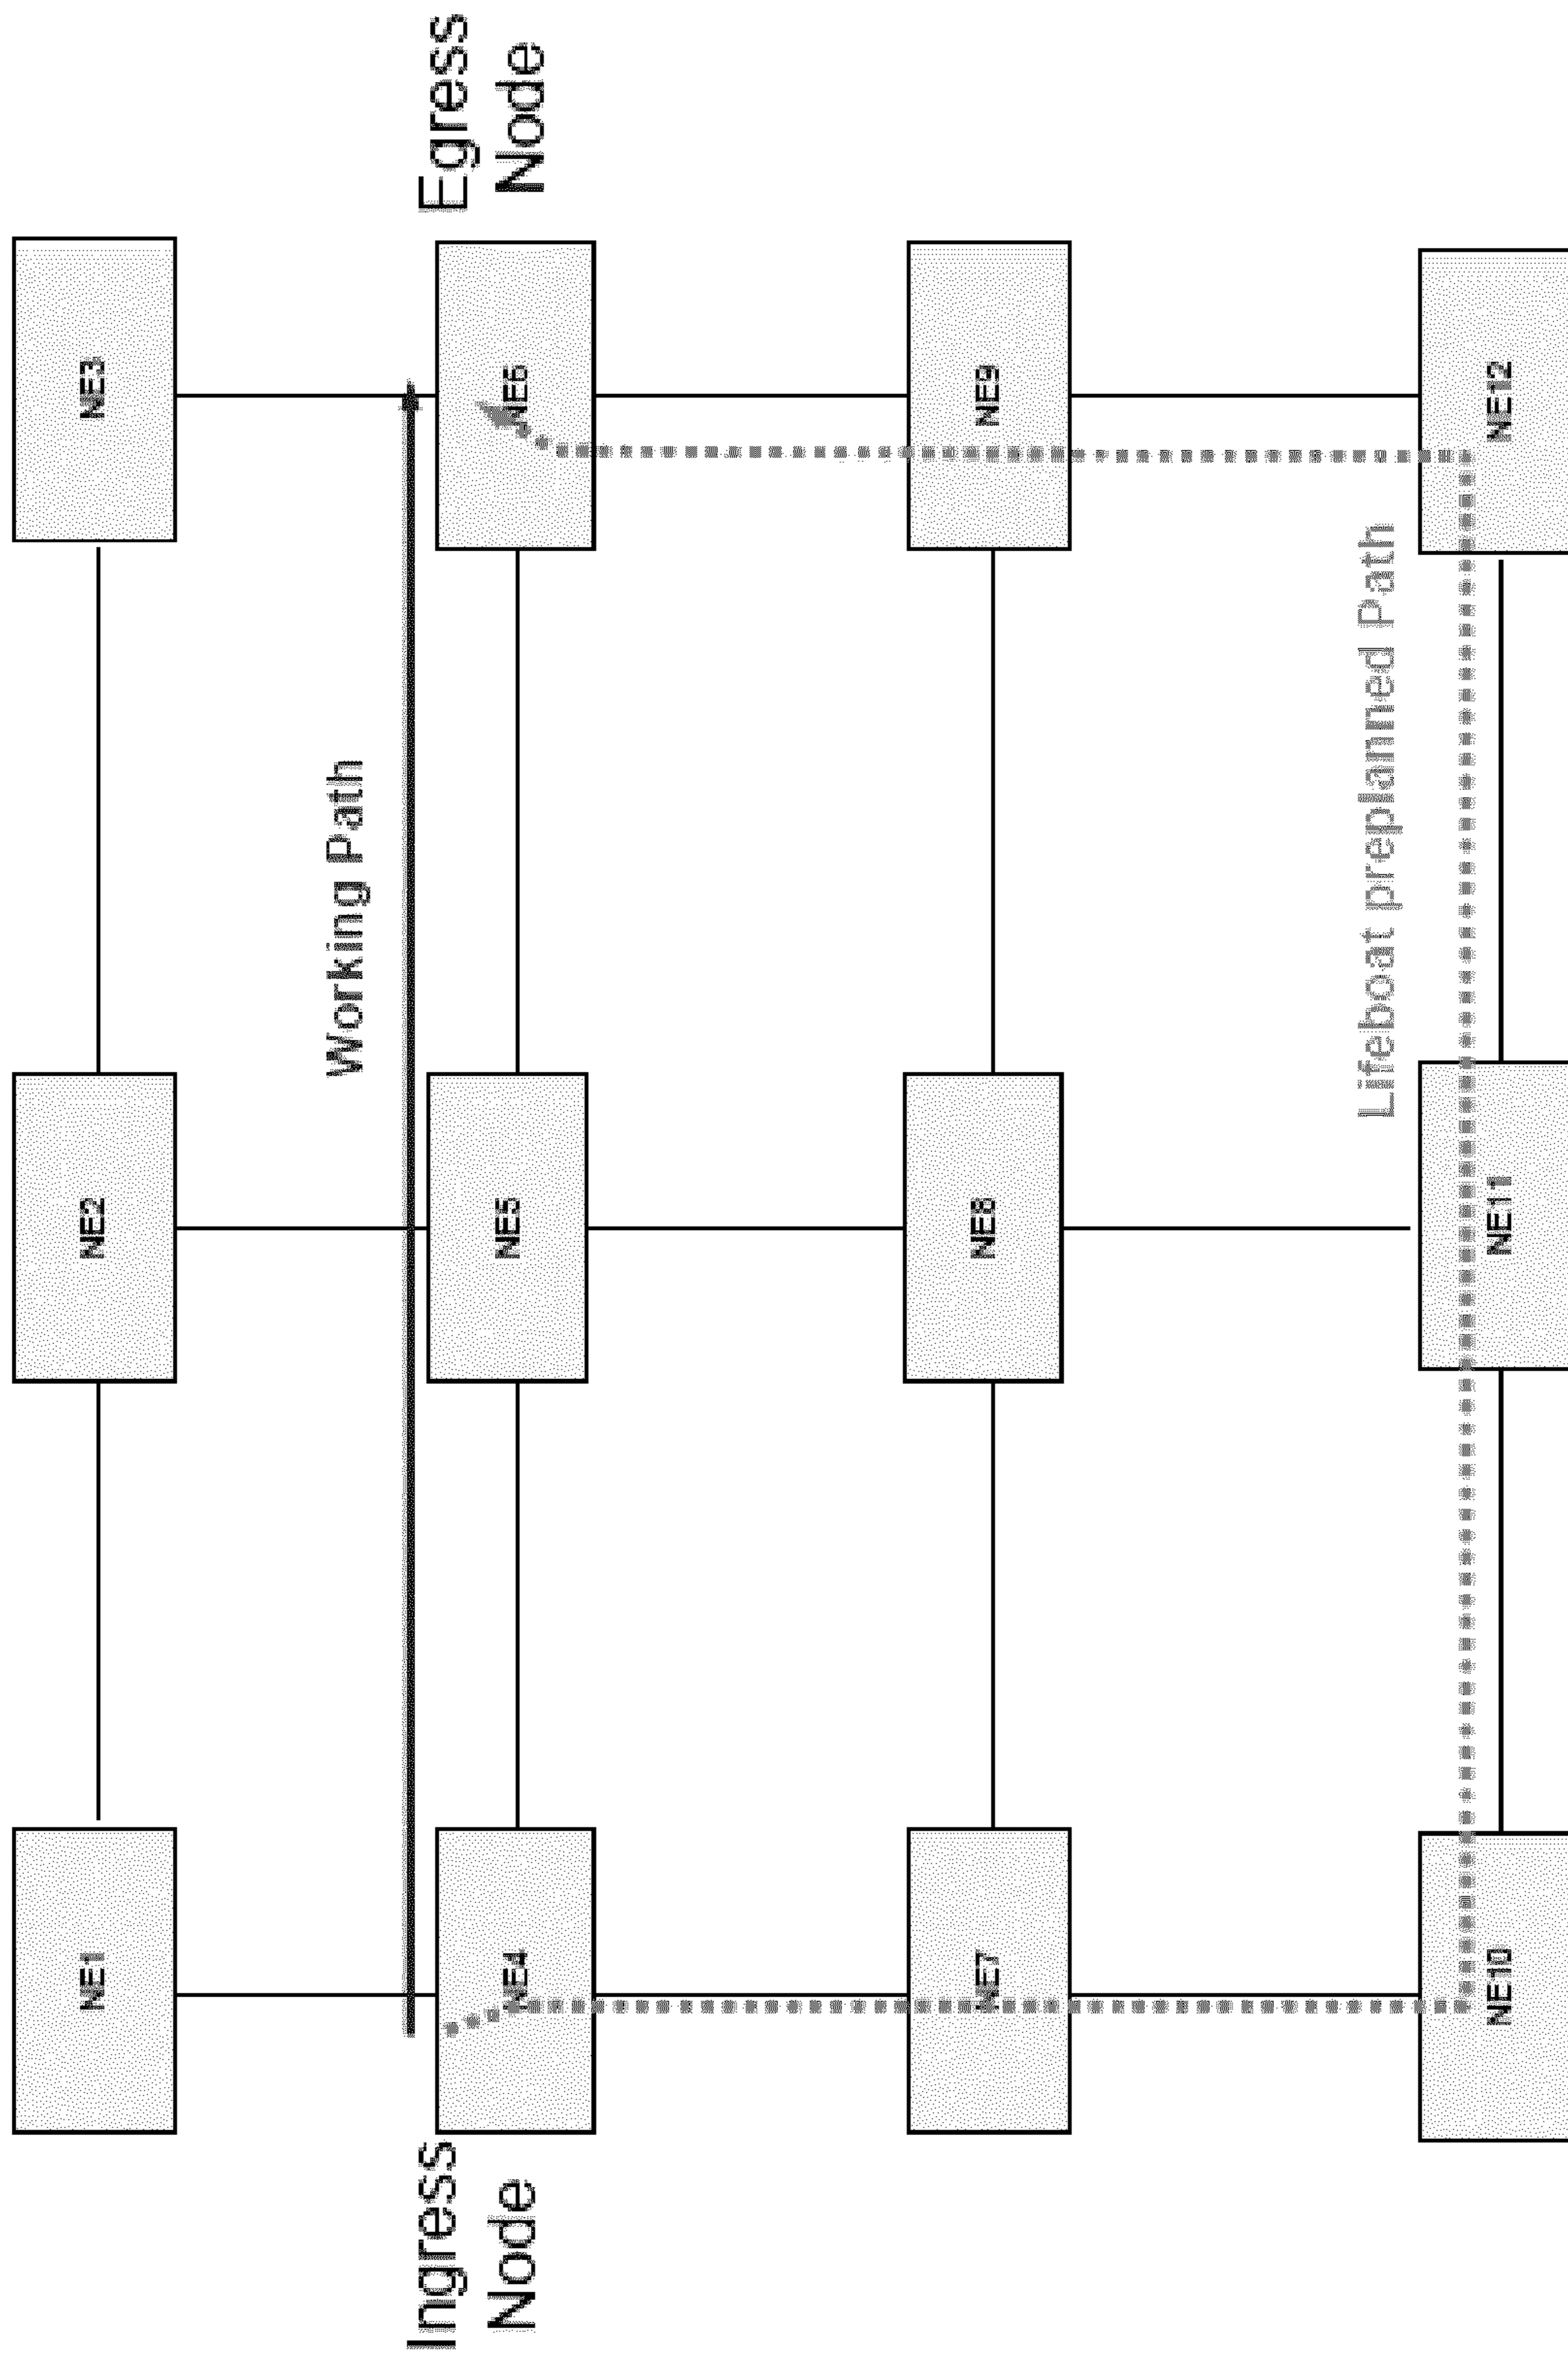 NE1
NE2
NE3
Working Path
Ingress
Node
Egress
Node
NE4
NE5
NE6
NE7
NE8
NE9
Lifeboat preplanned Path
NE10
NE11
NE12